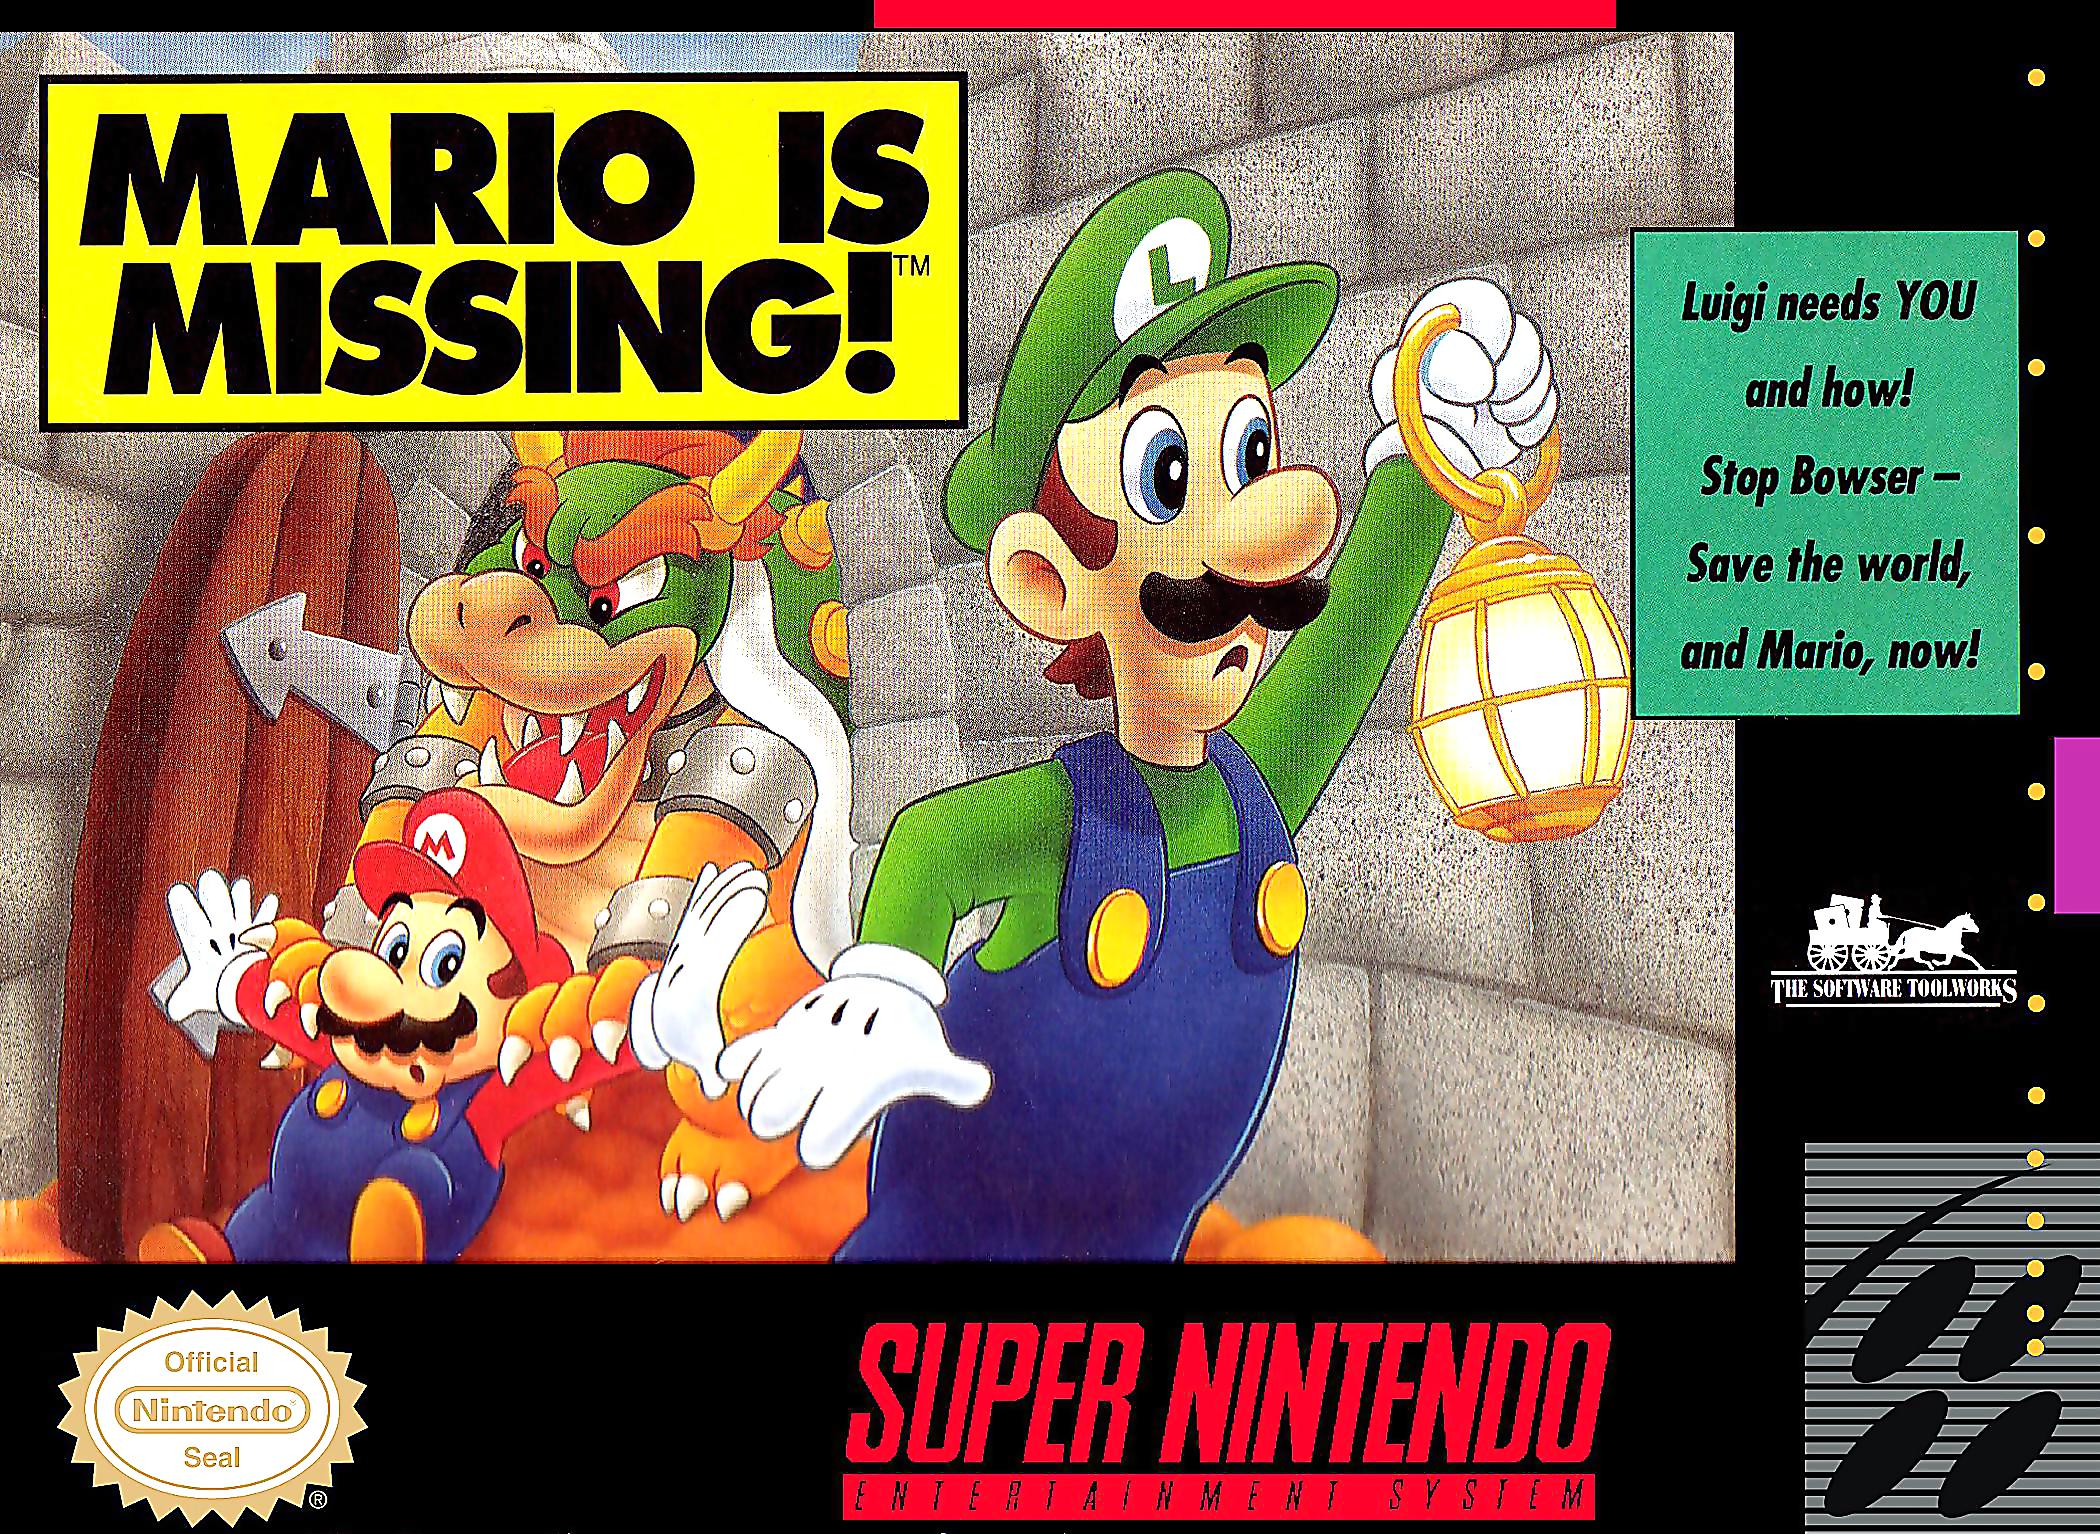 MARIO IS
MISSING!™
L
Luigi needs YOU
and how!
Stop Bowser –
Save the world,
and Mario, now!
M
THE SOFTWARE TOOLWORKS
Official
Nintendo®
Seal
®
SUPER NINTENDO
ENTERTAINMENT SYSTEM